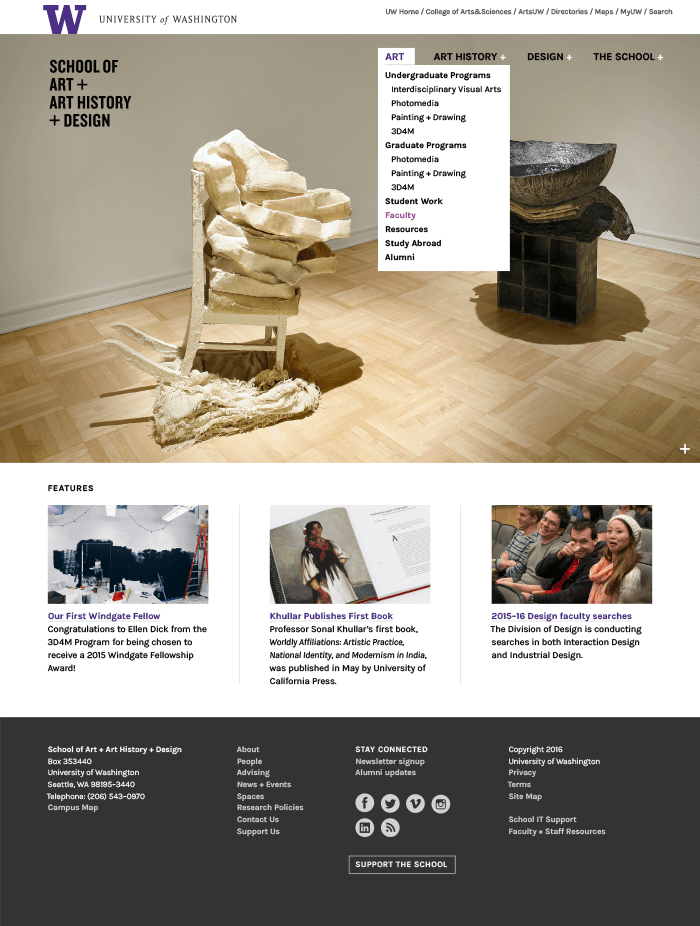 W UNIVERSITY of WASHINGTON
UW Home / College of Arts&Sciences / ArtsUW / Directories / Maps / MyUW / Search
SCHOOL OF
ART +
ART HISTORY
+ DESIGN
ART ART HISTORY + DESIGN + THE SCHOOL +
Undergraduate Programs
Interdisciplinary Visual Arts
Photomedia
Painting + Drawing
3D4M
Graduate Programs
Photomedia
Painting + Drawing
3D4M
Student Work
Faculty
Resources
Study Abroad
Alumni
+
FEATURES
Our First Windgate Fellow
Congratulations to Ellen Dick from the
3D4M Program for being chosen to
receive a 2015 Windgate Fellowship
Award!
Khullar Publishes First Book
Professor Sonal Khullar's first book,
Worldly Affiliations: Artistic Practice,
National Identity, and Modernism in India,
was published in May by University of
California Press.
2015–16 Design faculty searches
The Division of Design is conducting
searches in both Interaction Design
and Industrial Design.
School of Art + Art History + Design
Box 353440
University of Washington
Seattle, WA 98195–3440
Telephone: (206) 543–0970
Campus Map
About
People
Advising
News + Events
Spaces
Research Policies
Contact Us
Support Us
STAY CONNECTED
Newsletter signup
Alumni updates
SUPPORT THE SCHOOL
Copyright 2016
University of Washington
Privacy
Terms
Site Map
School IT Support
Faculty + Staff Resources